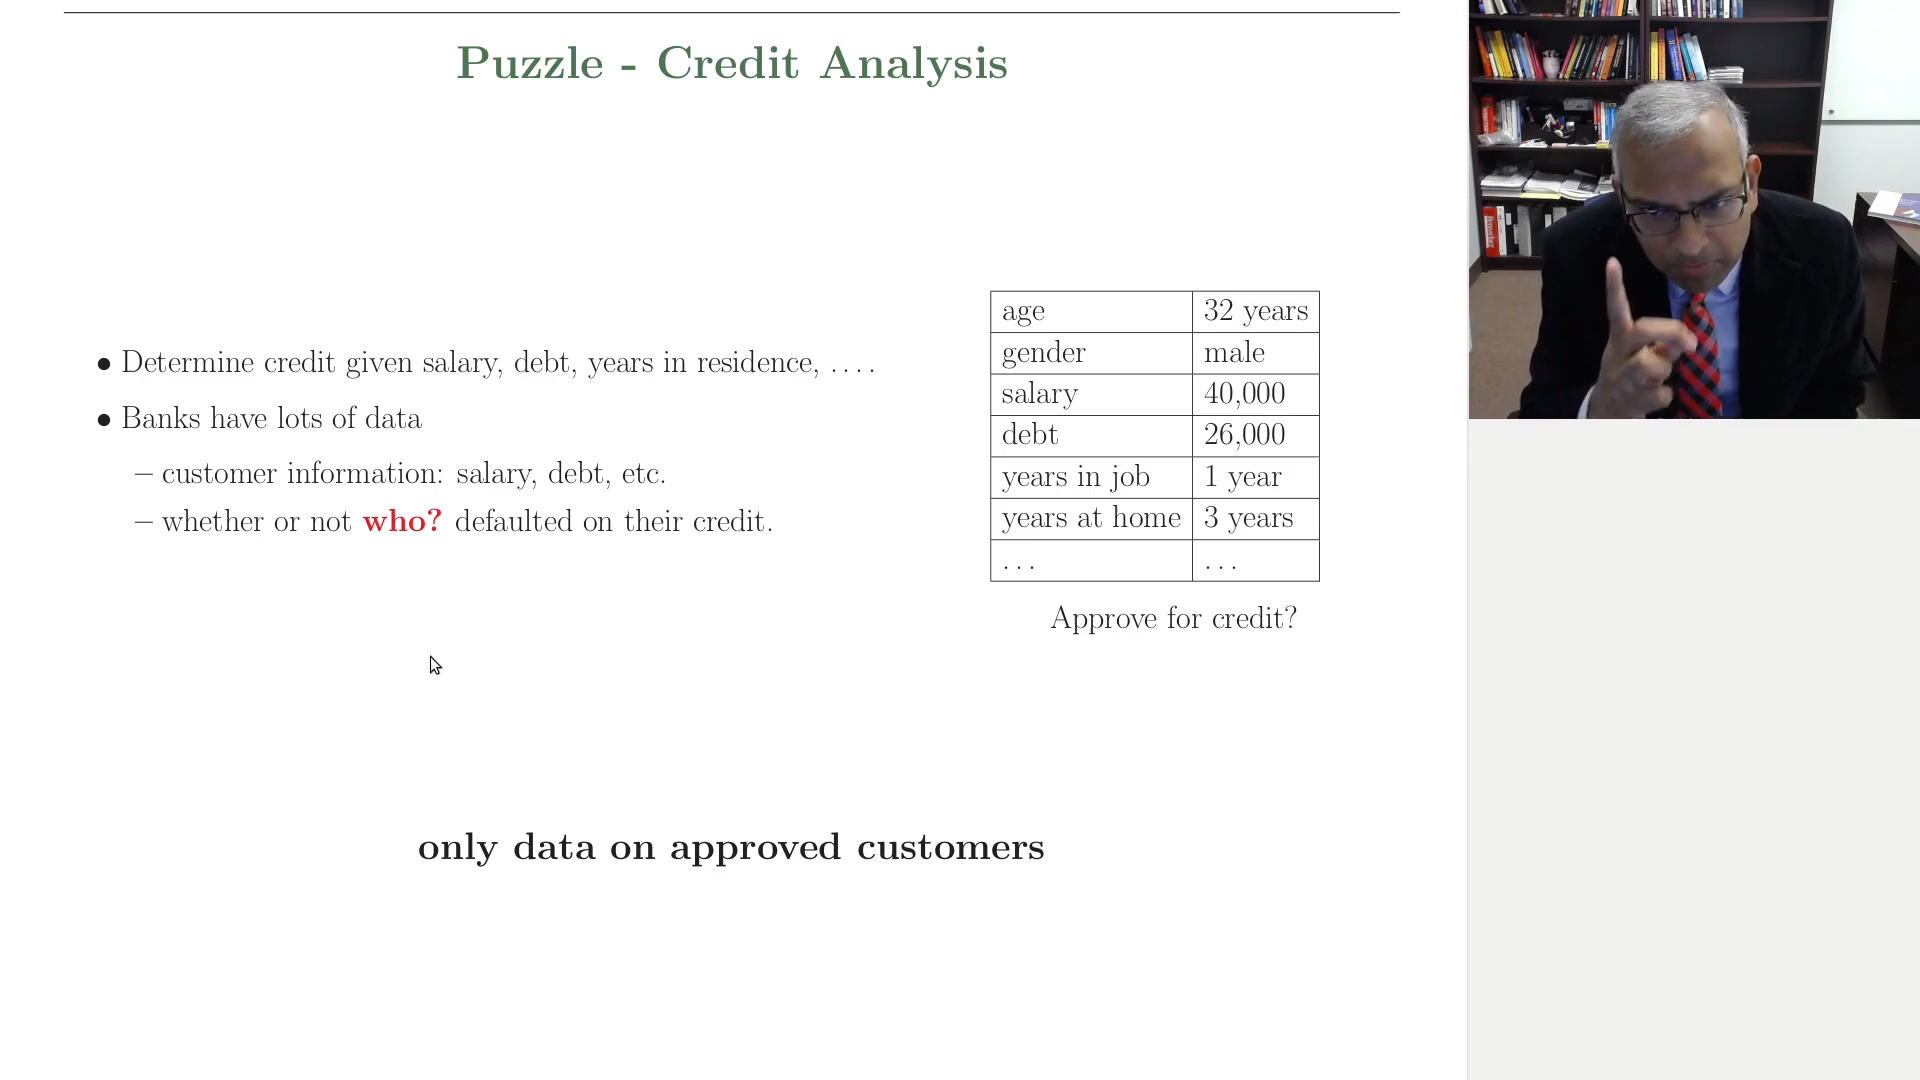 Puzzle - Credit Analysis
• Determine credit given salary, debt, years in residence, ....
• Banks have lots of data
– customer information: salary, debt, etc.
– whether or not who? defaulted on their credit.
age 32 years
gender male
salary 40,000
debt 26,000
years in job 1 year
years at home 3 years
... ...
Approve for credit?
only data on approved customers